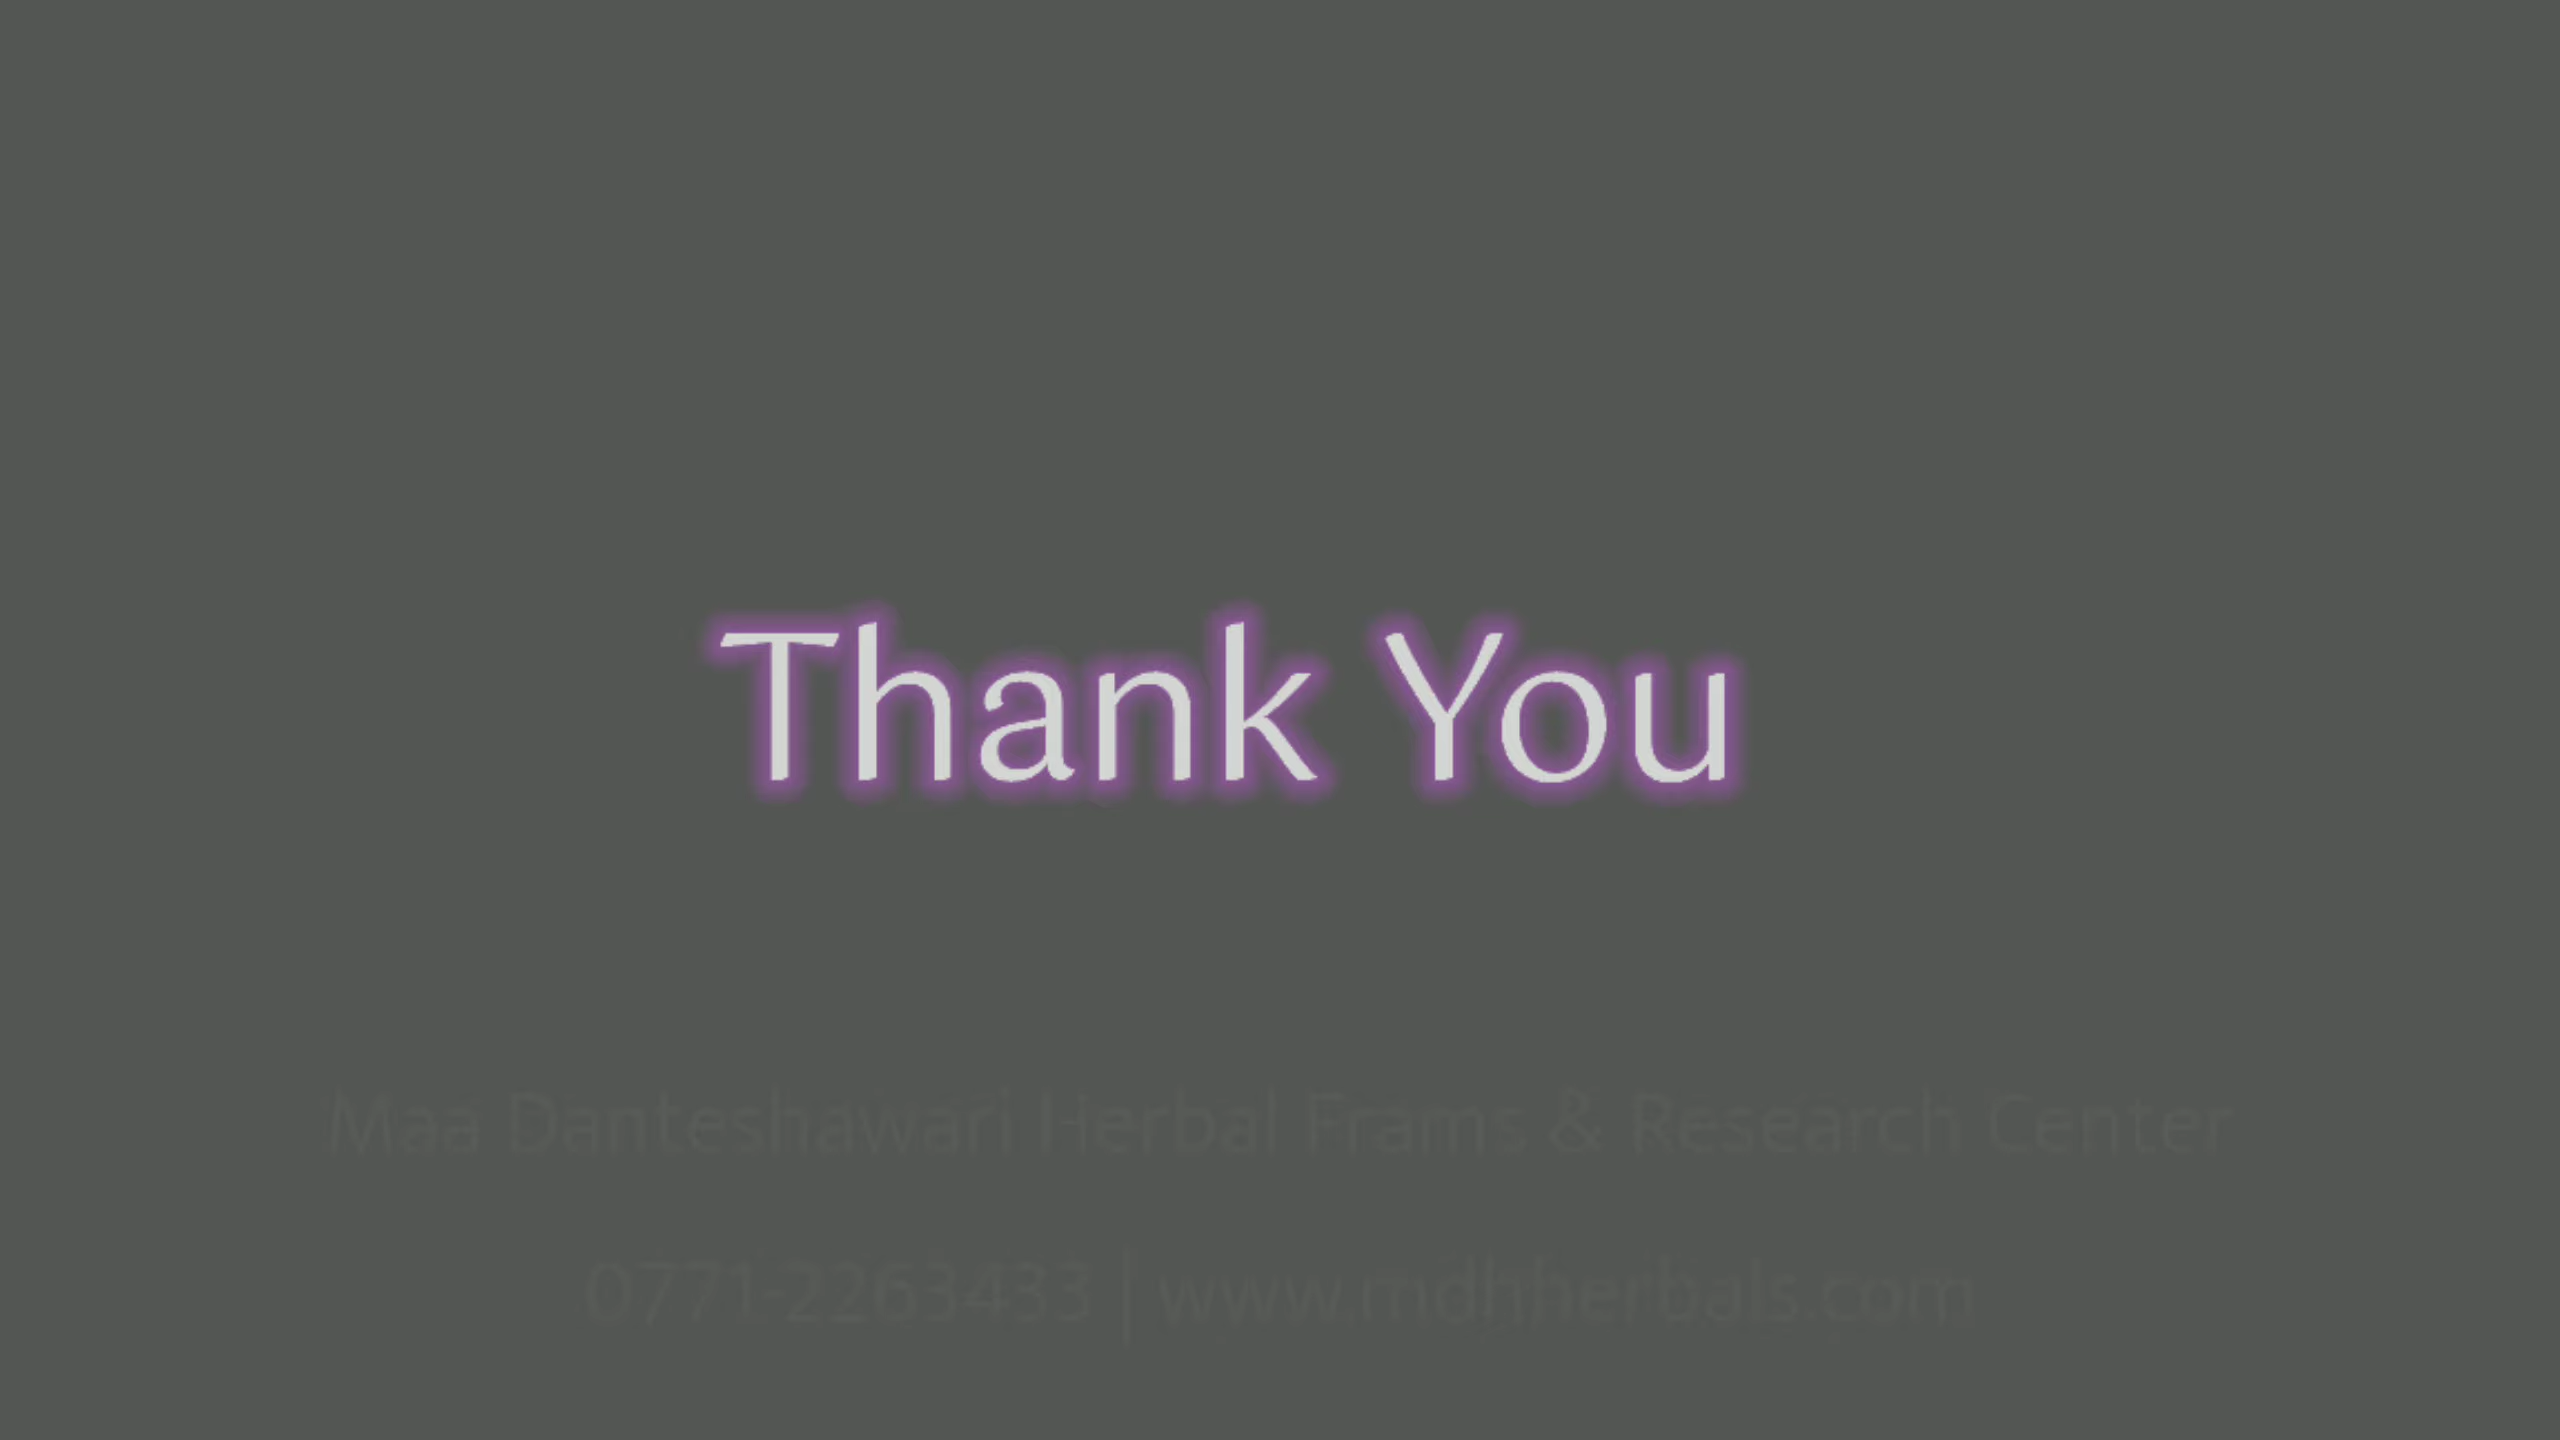 Thank You
Maa Danteshawari Herbal Frams & Research Center
0771-2263433 | www.mdhherbals.com